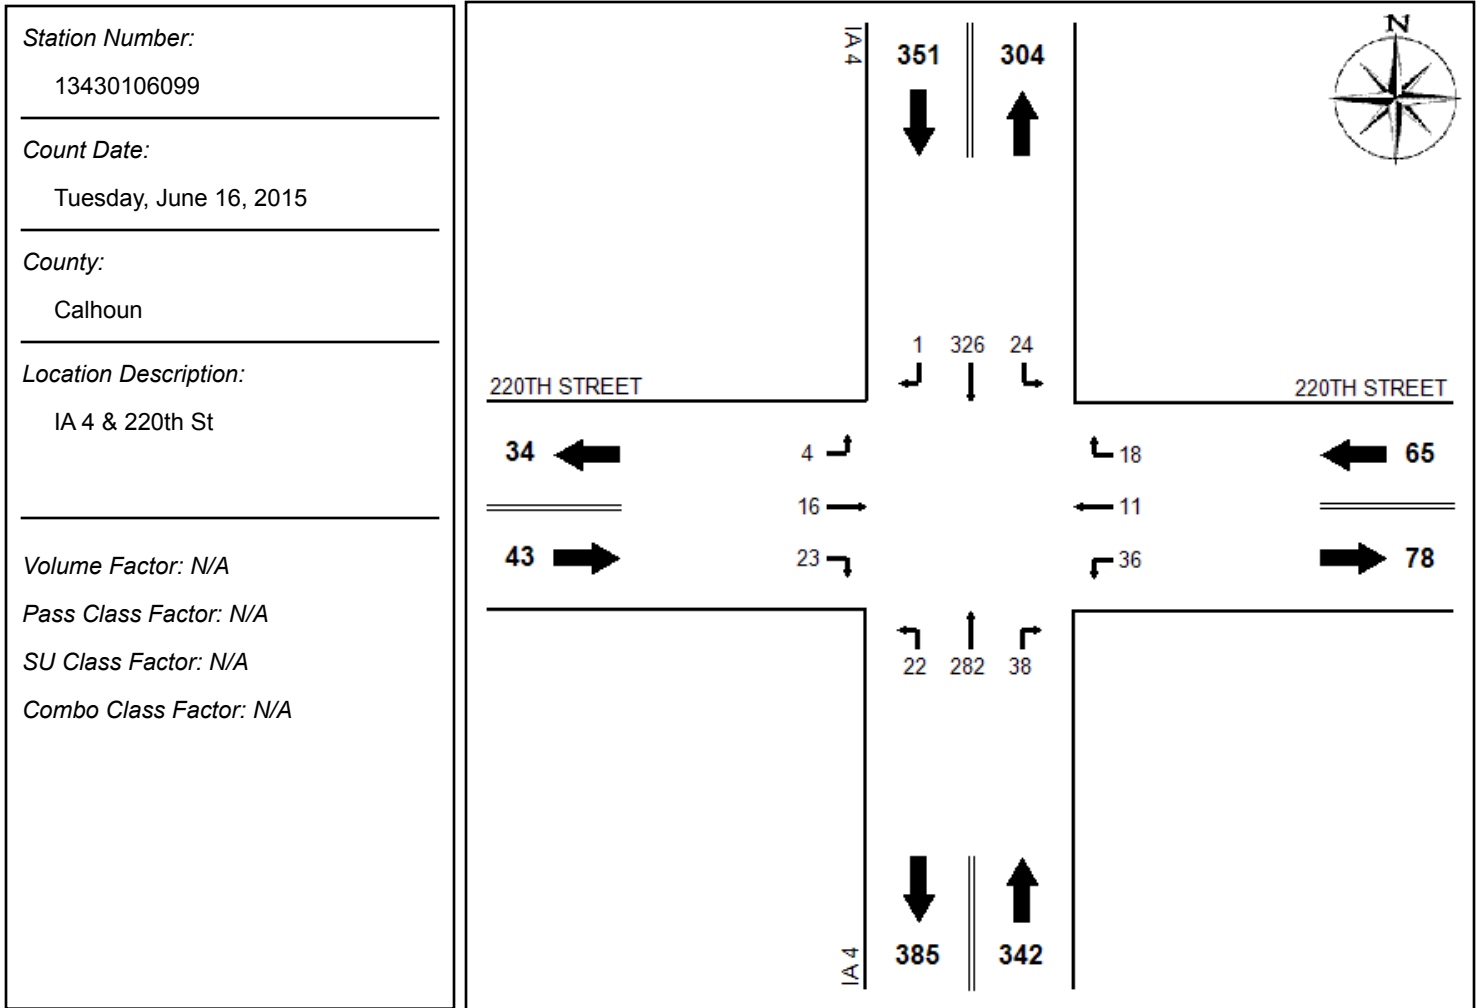 Station Number:
13430106099
Count Date:
Tuesday, June 16, 2015
County:
Calhoun
Location Description:
IA 4 & 220th St
Volume Factor: N/A
Pass Class Factor: N/A
SU Class Factor: N/A
Combo Class Factor: N/A
N
IA 4
351 304
1 326 24
220TH STREET
220TH STREET
34 4 18 65
16 11
43 23 36 78
22 282 38
IA 4
385 342